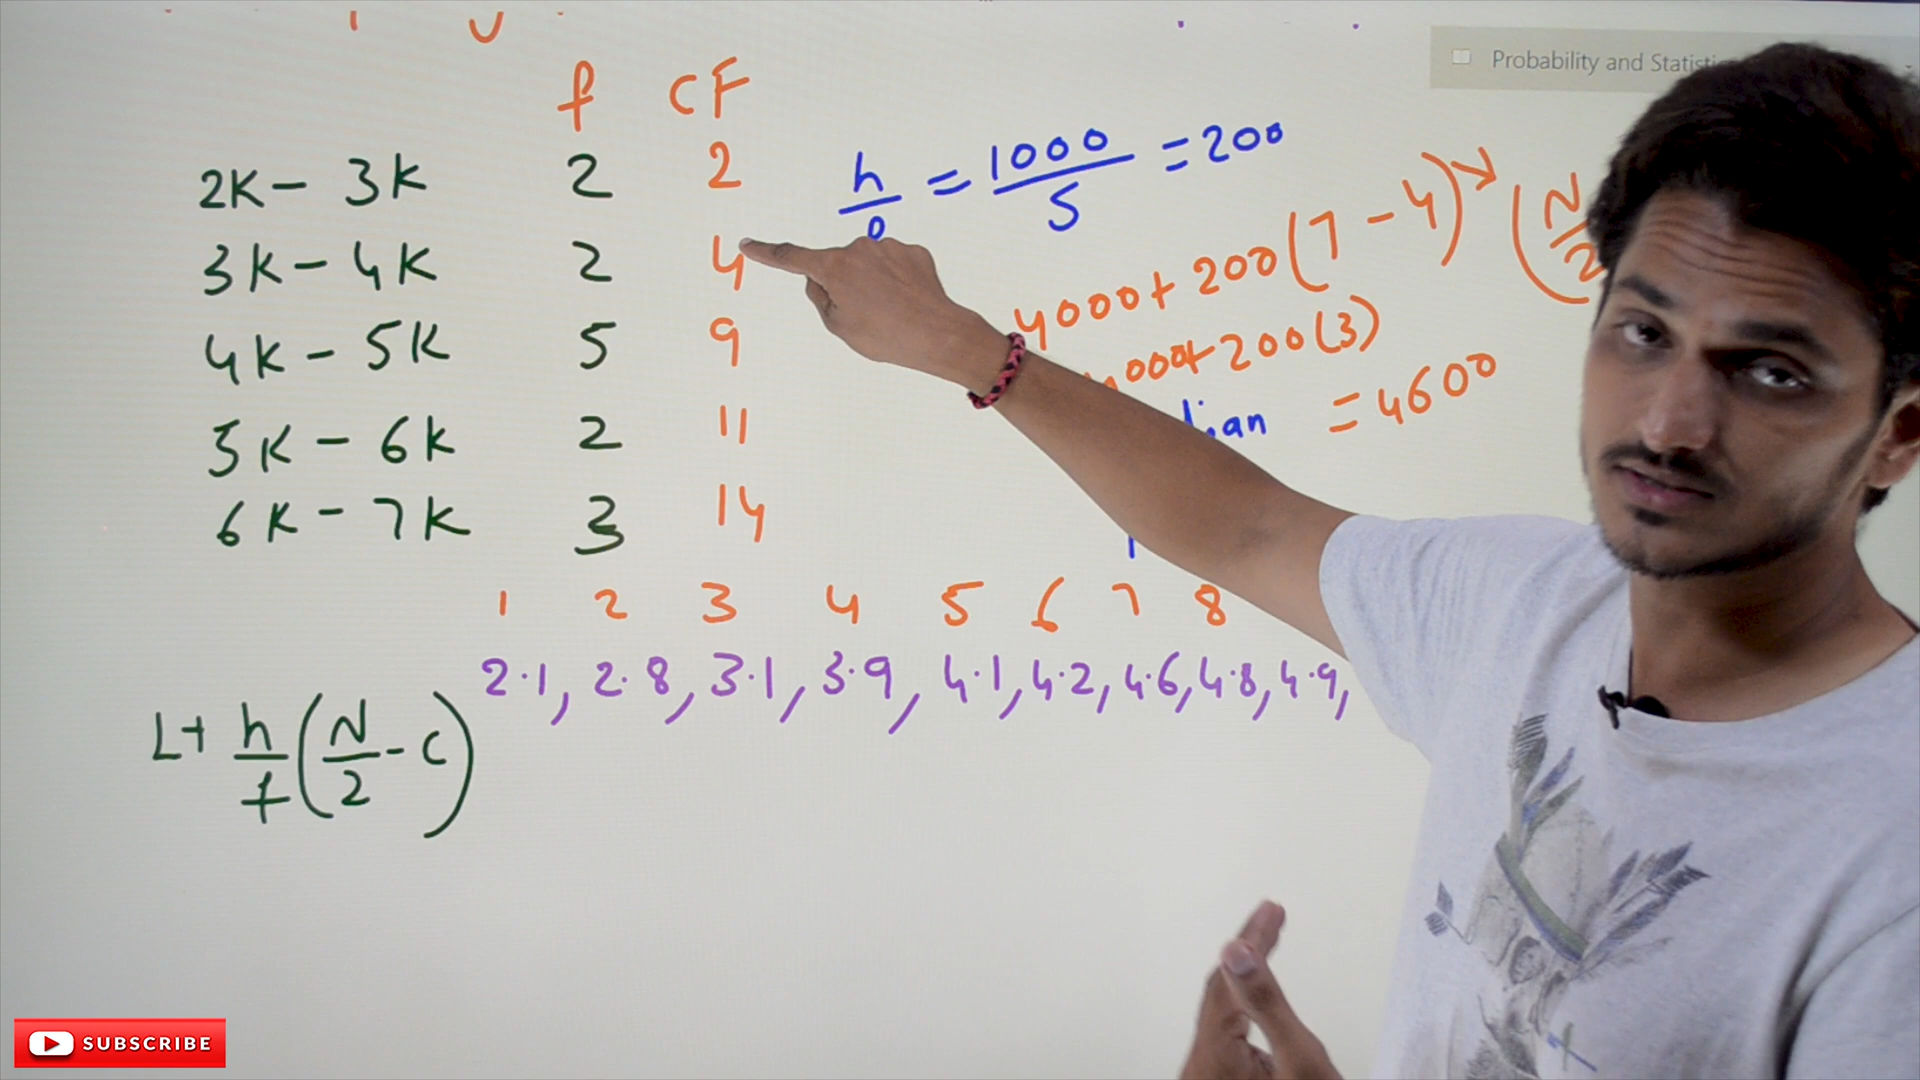 Probability and Statisti
f CF
2K - 3K 2 2
3K - 4K 2 4
4K - 5K 5 9
5K - 6K 2 11
6K - 7K 3 14
h = 1000 = 200
5
4000 + 200 (7 - 4) (N
2
4000 + 200 (3)
= 4600
1 2 3 4 5 6 7 8
2.1, 2.8, 3.1, 3.9, 4.1, 4.2, 4.6, 4.8, 4.9,
L + h/f (N/2 - C)
SUBSCRIBE